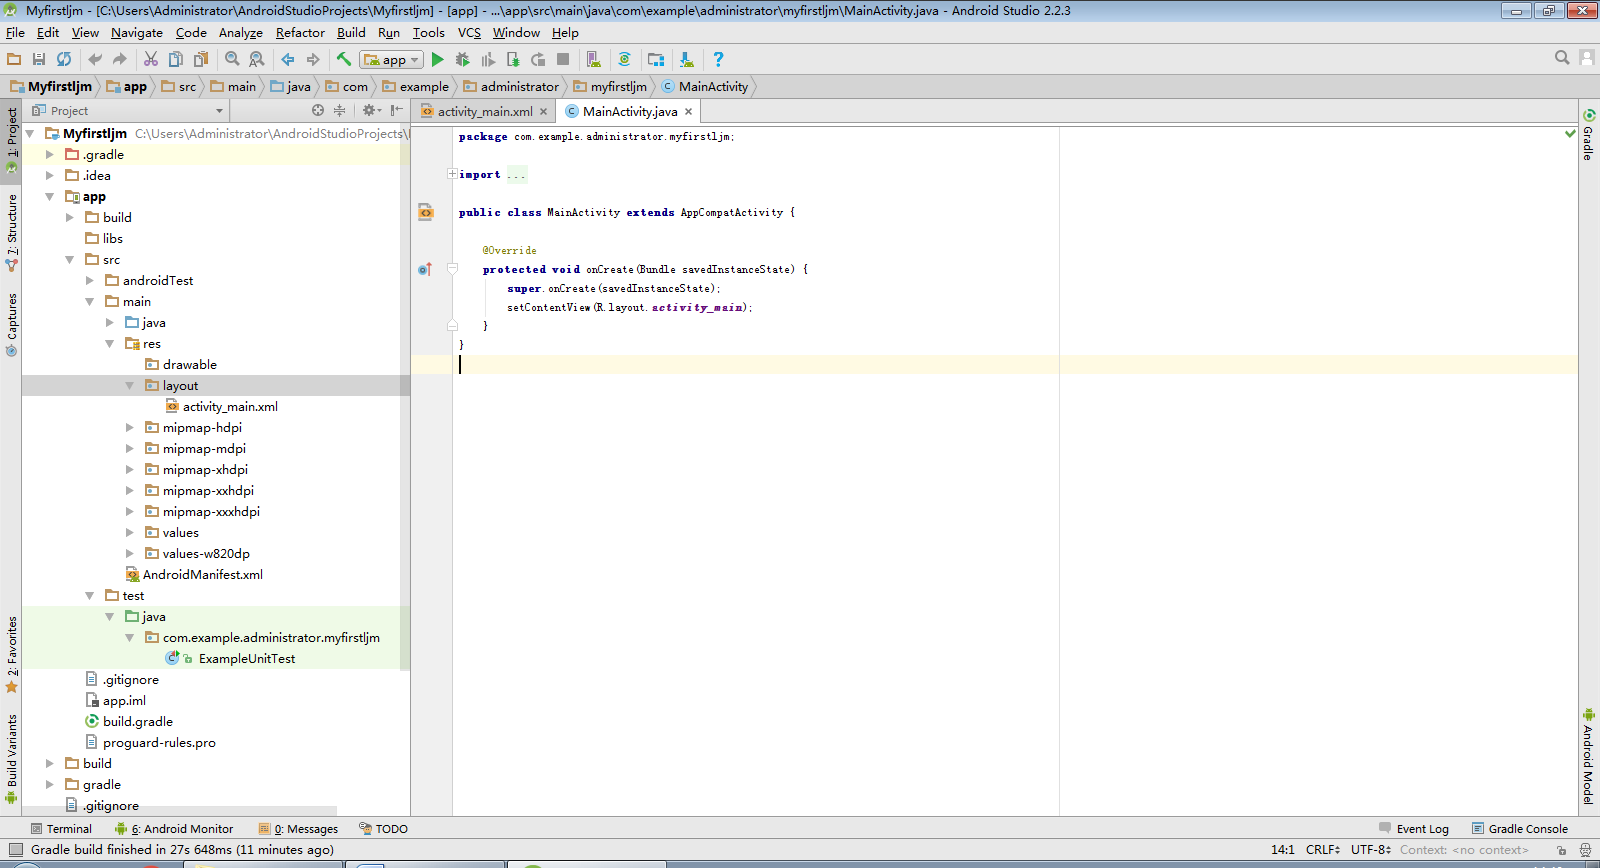 Myfirstljm - [C:\Users\Administrator\AndroidStudioProjects\Myfirstljm] - [app] - ...\app\src\main\java\com\example\administrator\myfirstljm\MainActivity.java - Android Studio 2.2.3
File Edit View Navigate Code Analyze Refactor Build Run Tools VCS Window Help
app
Myfirstljm app src main java com example administrator myfirstljm MainActivity
Project
activity_main.xml MainActivity.java
1: Project
7: Structure
Captures
2: Favorites
Build Variants
Myfirstljm C:\Users\Administrator\AndroidStudioProjects\
.gradle
.idea
app
build
libs
src
androidTest
main
java
res
drawable
layout
activity_main.xml
mipmap-hdpi
mipmap-mdpi
mipmap-xhdpi
mipmap-xxhdpi
mipmap-xxxhdpi
values
values-w820dp
AndroidManifest.xml
test
java
com.example.administrator.myfirstljm
ExampleUnitTest
.gitignore
app.iml
build.gradle
proguard-rules.pro
build
gradle
.gitignore
package com.example.administrator.myfirstljm;
import ...
public class MainActivity extends AppCompatActivity {
@Override
protected void onCreate(Bundle savedInstanceState) {
super.onCreate(savedInstanceState);
setContentView(R.layout.activity_main);
}
}
Gradle
Android Model
Terminal 6: Android Monitor 0: Messages TODO Event Log Gradle Console
Gradle build finished in 27s 648ms (11 minutes ago) 14:1 CRLF UTF-8 Context: <no context>